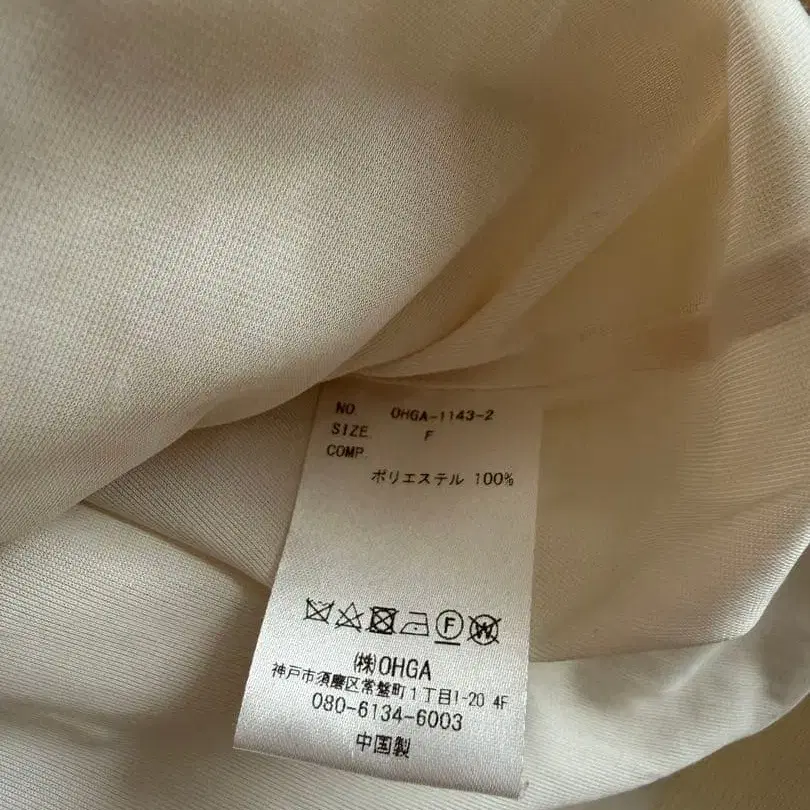 NO. OHGA-1143-2
SIZE. F
COMP.
ポリエステル 100%
F W
(株)OHGA
神戸市須磨区常盤町1丁目1-20 4F
080-6134-6003
中国製